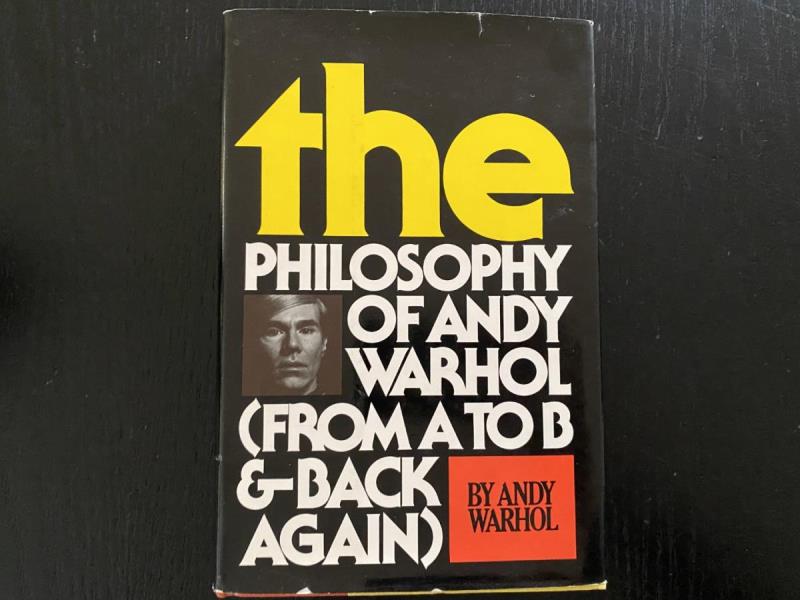 the
PHILOSOPHY
OF ANDY
WARHOL
(FROM A TO B
&-BACK
AGAIN)
BY ANDY
WARHOL